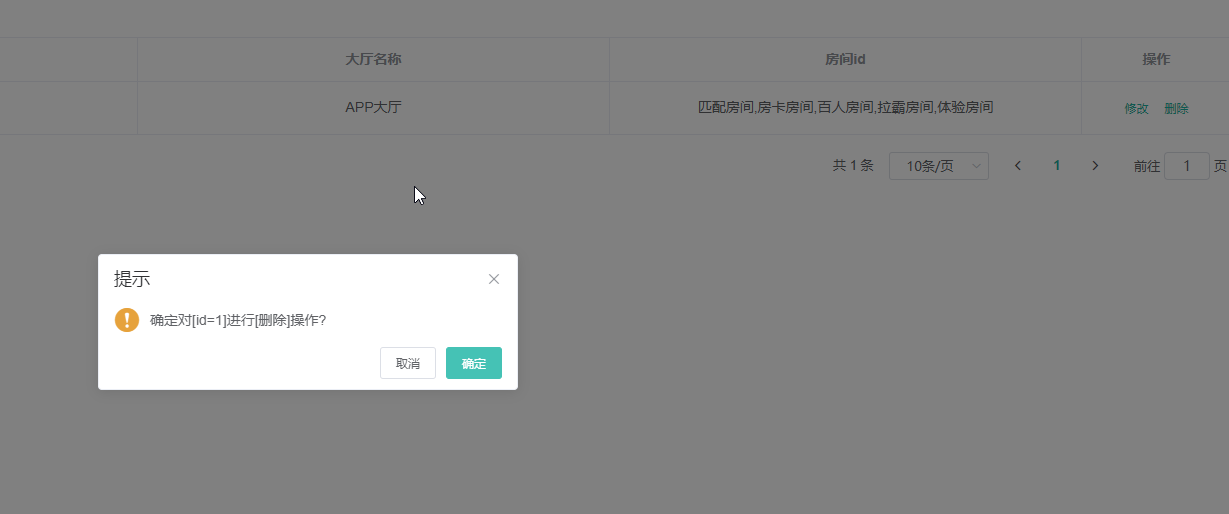 大厅名称 房间id 操作
APP大厅 匹配房间,房卡房间,百人房间,拉霸房间,体验房间 修改 删除
共 1 条 10条/页 1 前往 1 页
提示
确定对[id=1]进行[删除]操作?
取消 确定